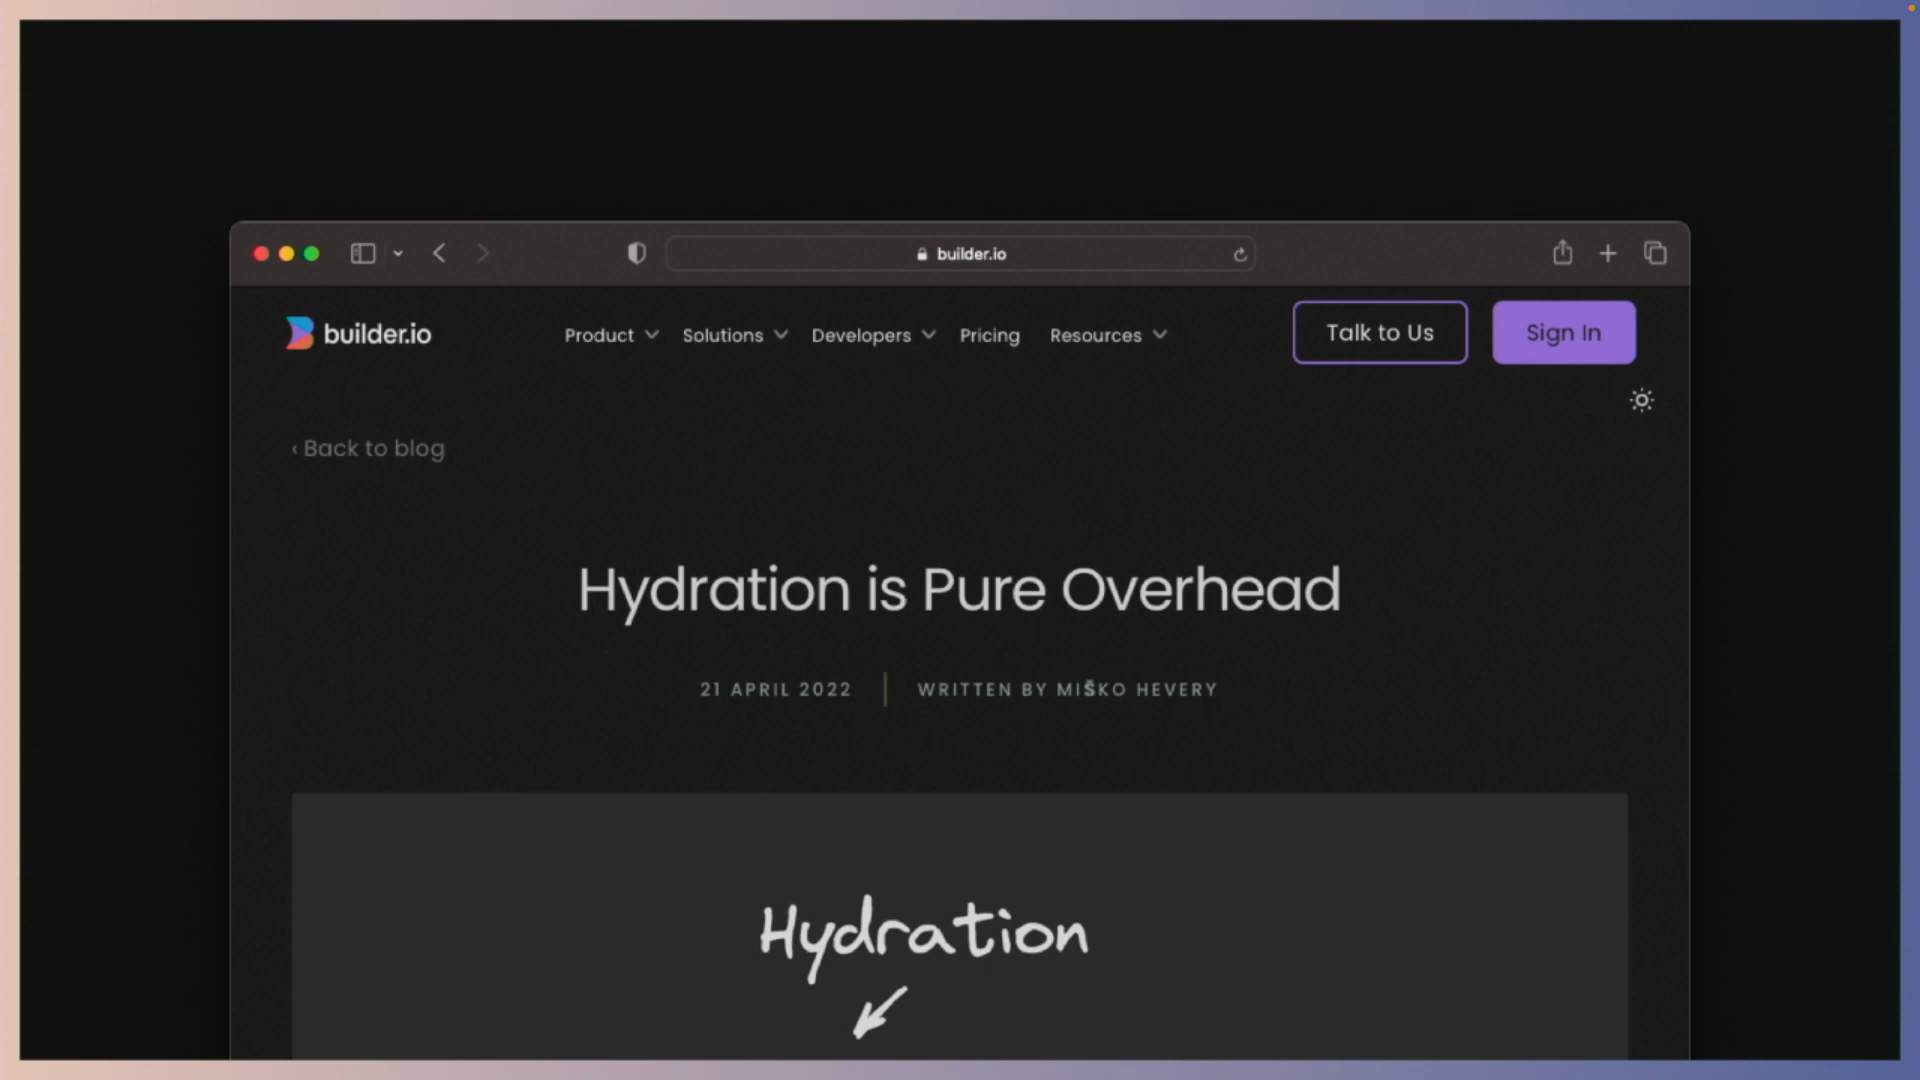 builder.io
builder.io
Product
Solutions
Developers
Pricing
Resources
Talk to Us
Sign In
‹ Back to blog
Hydration is Pure Overhead
21 APRIL 2022
WRITTEN BY MIŠKO HEVERY
Hydration